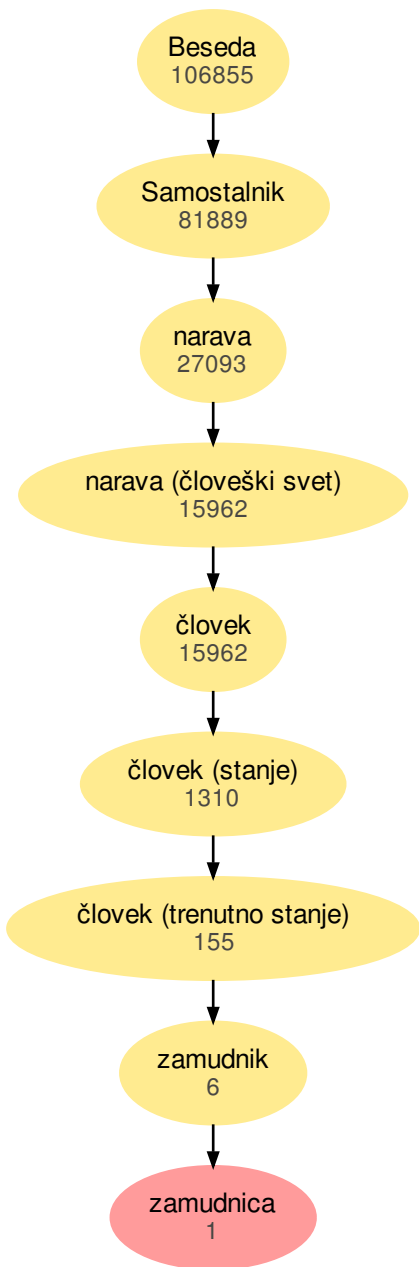 Beseda
106855
Samostalnik
81889
narava
27093
narava (človeški svet)
15962
človek
15962
človek (stanje)
1310
človek (trenutno stanje)
155
zamudnik
6
zamudnica
1